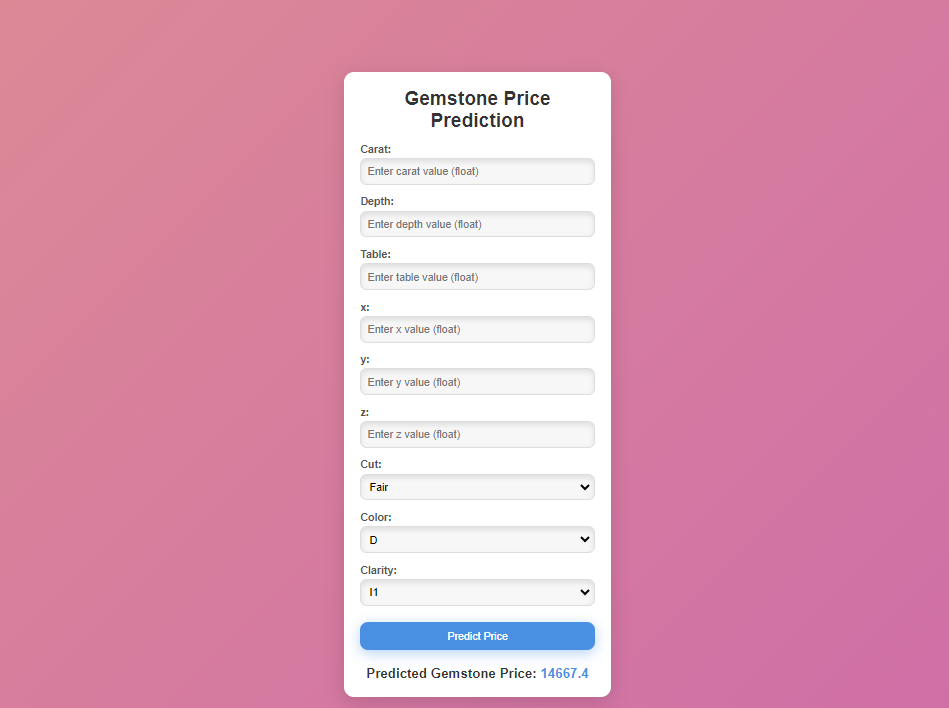 Gemstone Price
Prediction
Carat:
Enter carat value (float)
Depth:
Enter depth value (float)
Table:
Enter table value (float)
x:
Enter x value (float)
y:
Enter y value (float)
z:
Enter z value (float)
Cut:
Fair
Color:
D
Clarity:
I1
Predict Price
Predicted Gemstone Price: 14667.4